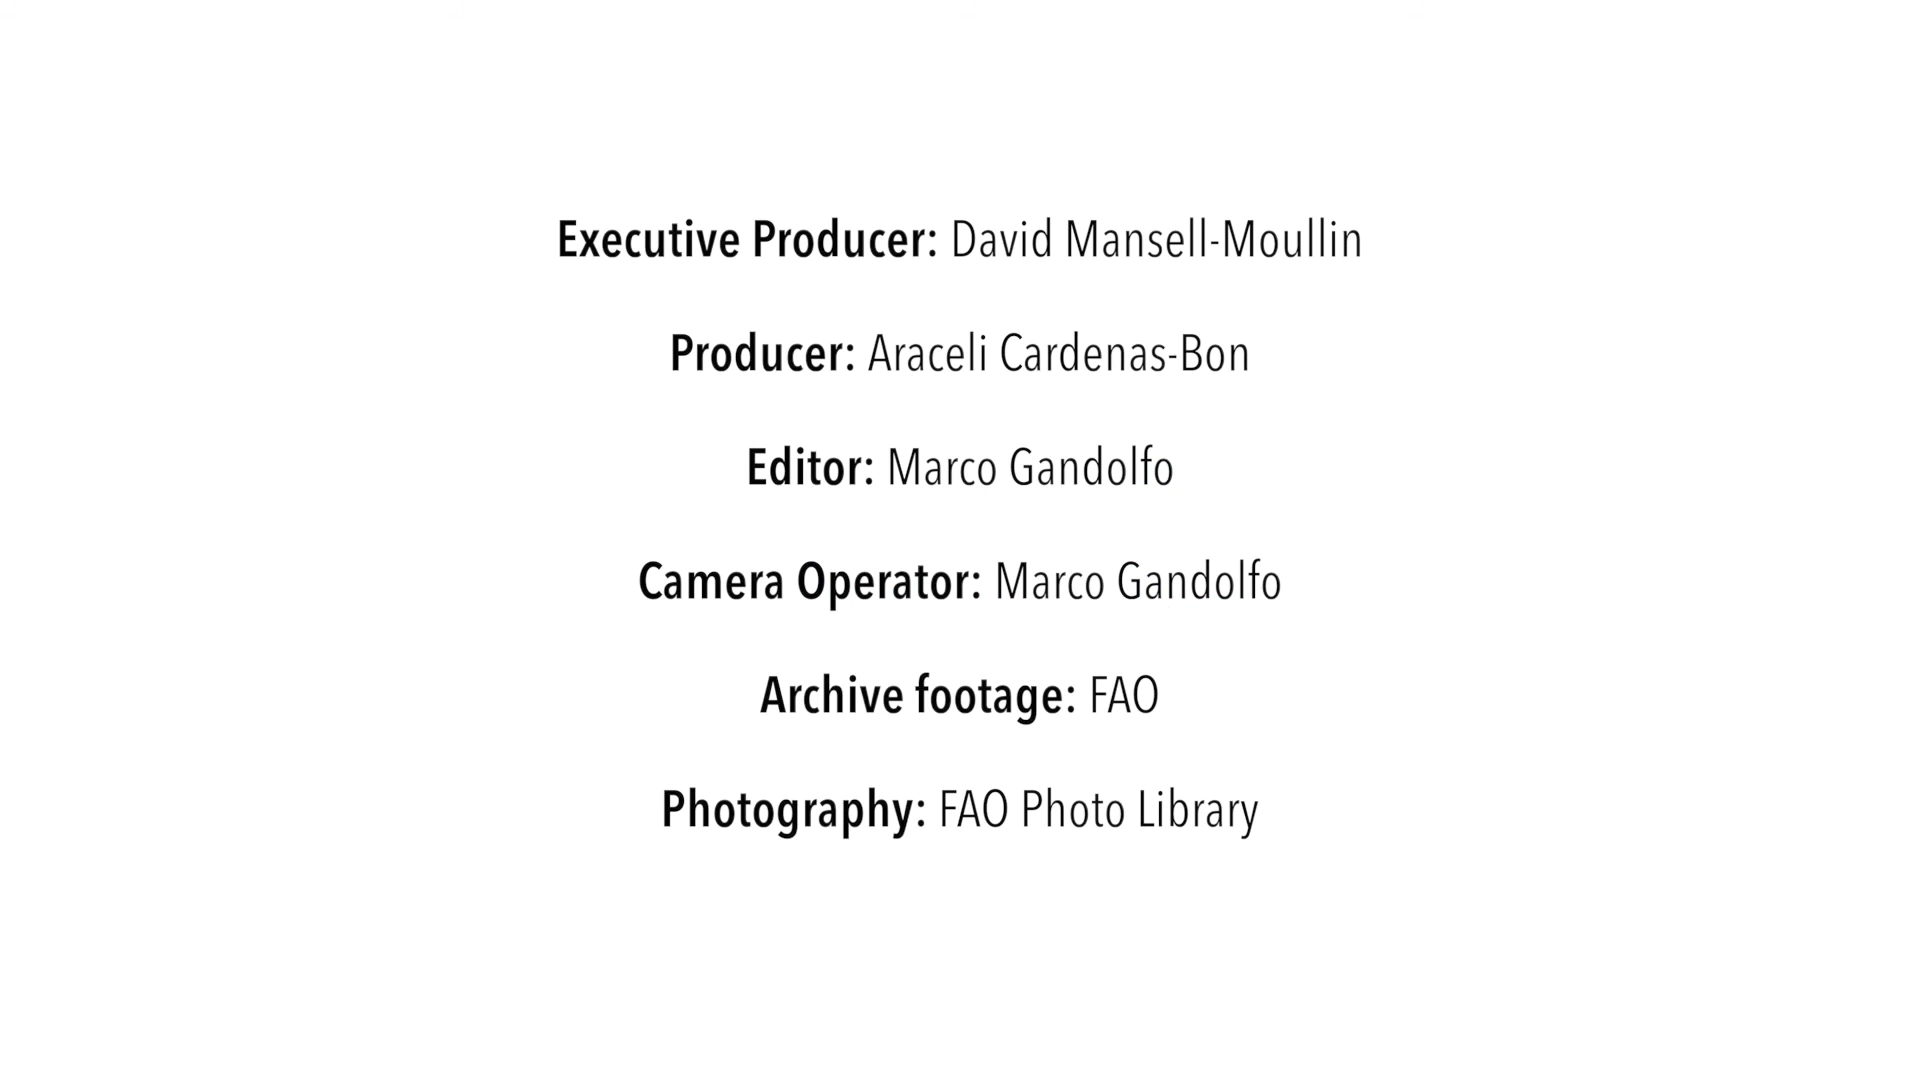 Executive Producer: David Mansell-Moullin
Producer: Araceli Cardenas-Bon
Editor: Marco Gandolfo
Camera Operator: Marco Gandolfo
Archive footage: FAO
Photography: FAO Photo Library